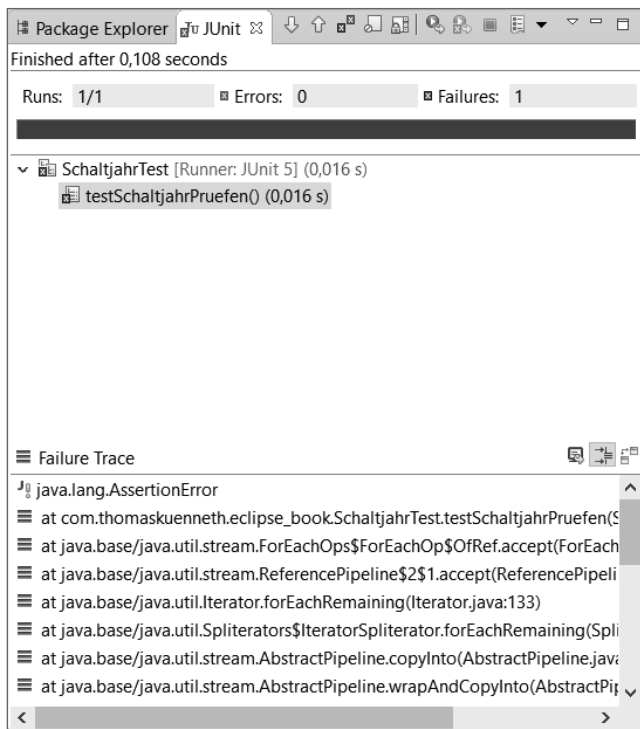 Package Explorer JUnit
Finished after 0,108 seconds
Runs: 1/1 Errors: 0 Failures: 1
SchaltjahrTest [Runner: JUnit 5] (0,016 s)
testSchaltjahrPruefen() (0,016 s)
Failure Trace
java.lang.AssertionError
at com.thomaskuenneth.eclipse_book.SchaltjahrTest.testSchaltjahrPruefen(S
at java.base/java.util.stream.ForEachOps$ForEachOp$OfRef.accept(ForEach
at java.base/java.util.stream.ReferencePipeline$2$1.accept(ReferencePipeli
at java.base/java.util.Iterator.forEachRemaining(Iterator.java:133)
at java.base/java.util.Spliterators$IteratorSpliterator.forEachRemaining(Spli
at java.base/java.util.stream.AbstractPipeline.copyInto(AbstractPipeline.java
at java.base/java.util.stream.AbstractPipeline.wrapAndCopyInto(AbstractPip